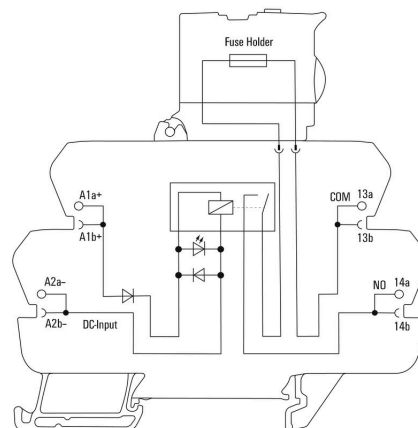 Fuse Holder
A1a+
A1b+
COM 13a
13b
A2a–
A2b–
DC-Input
NO 14a
14b